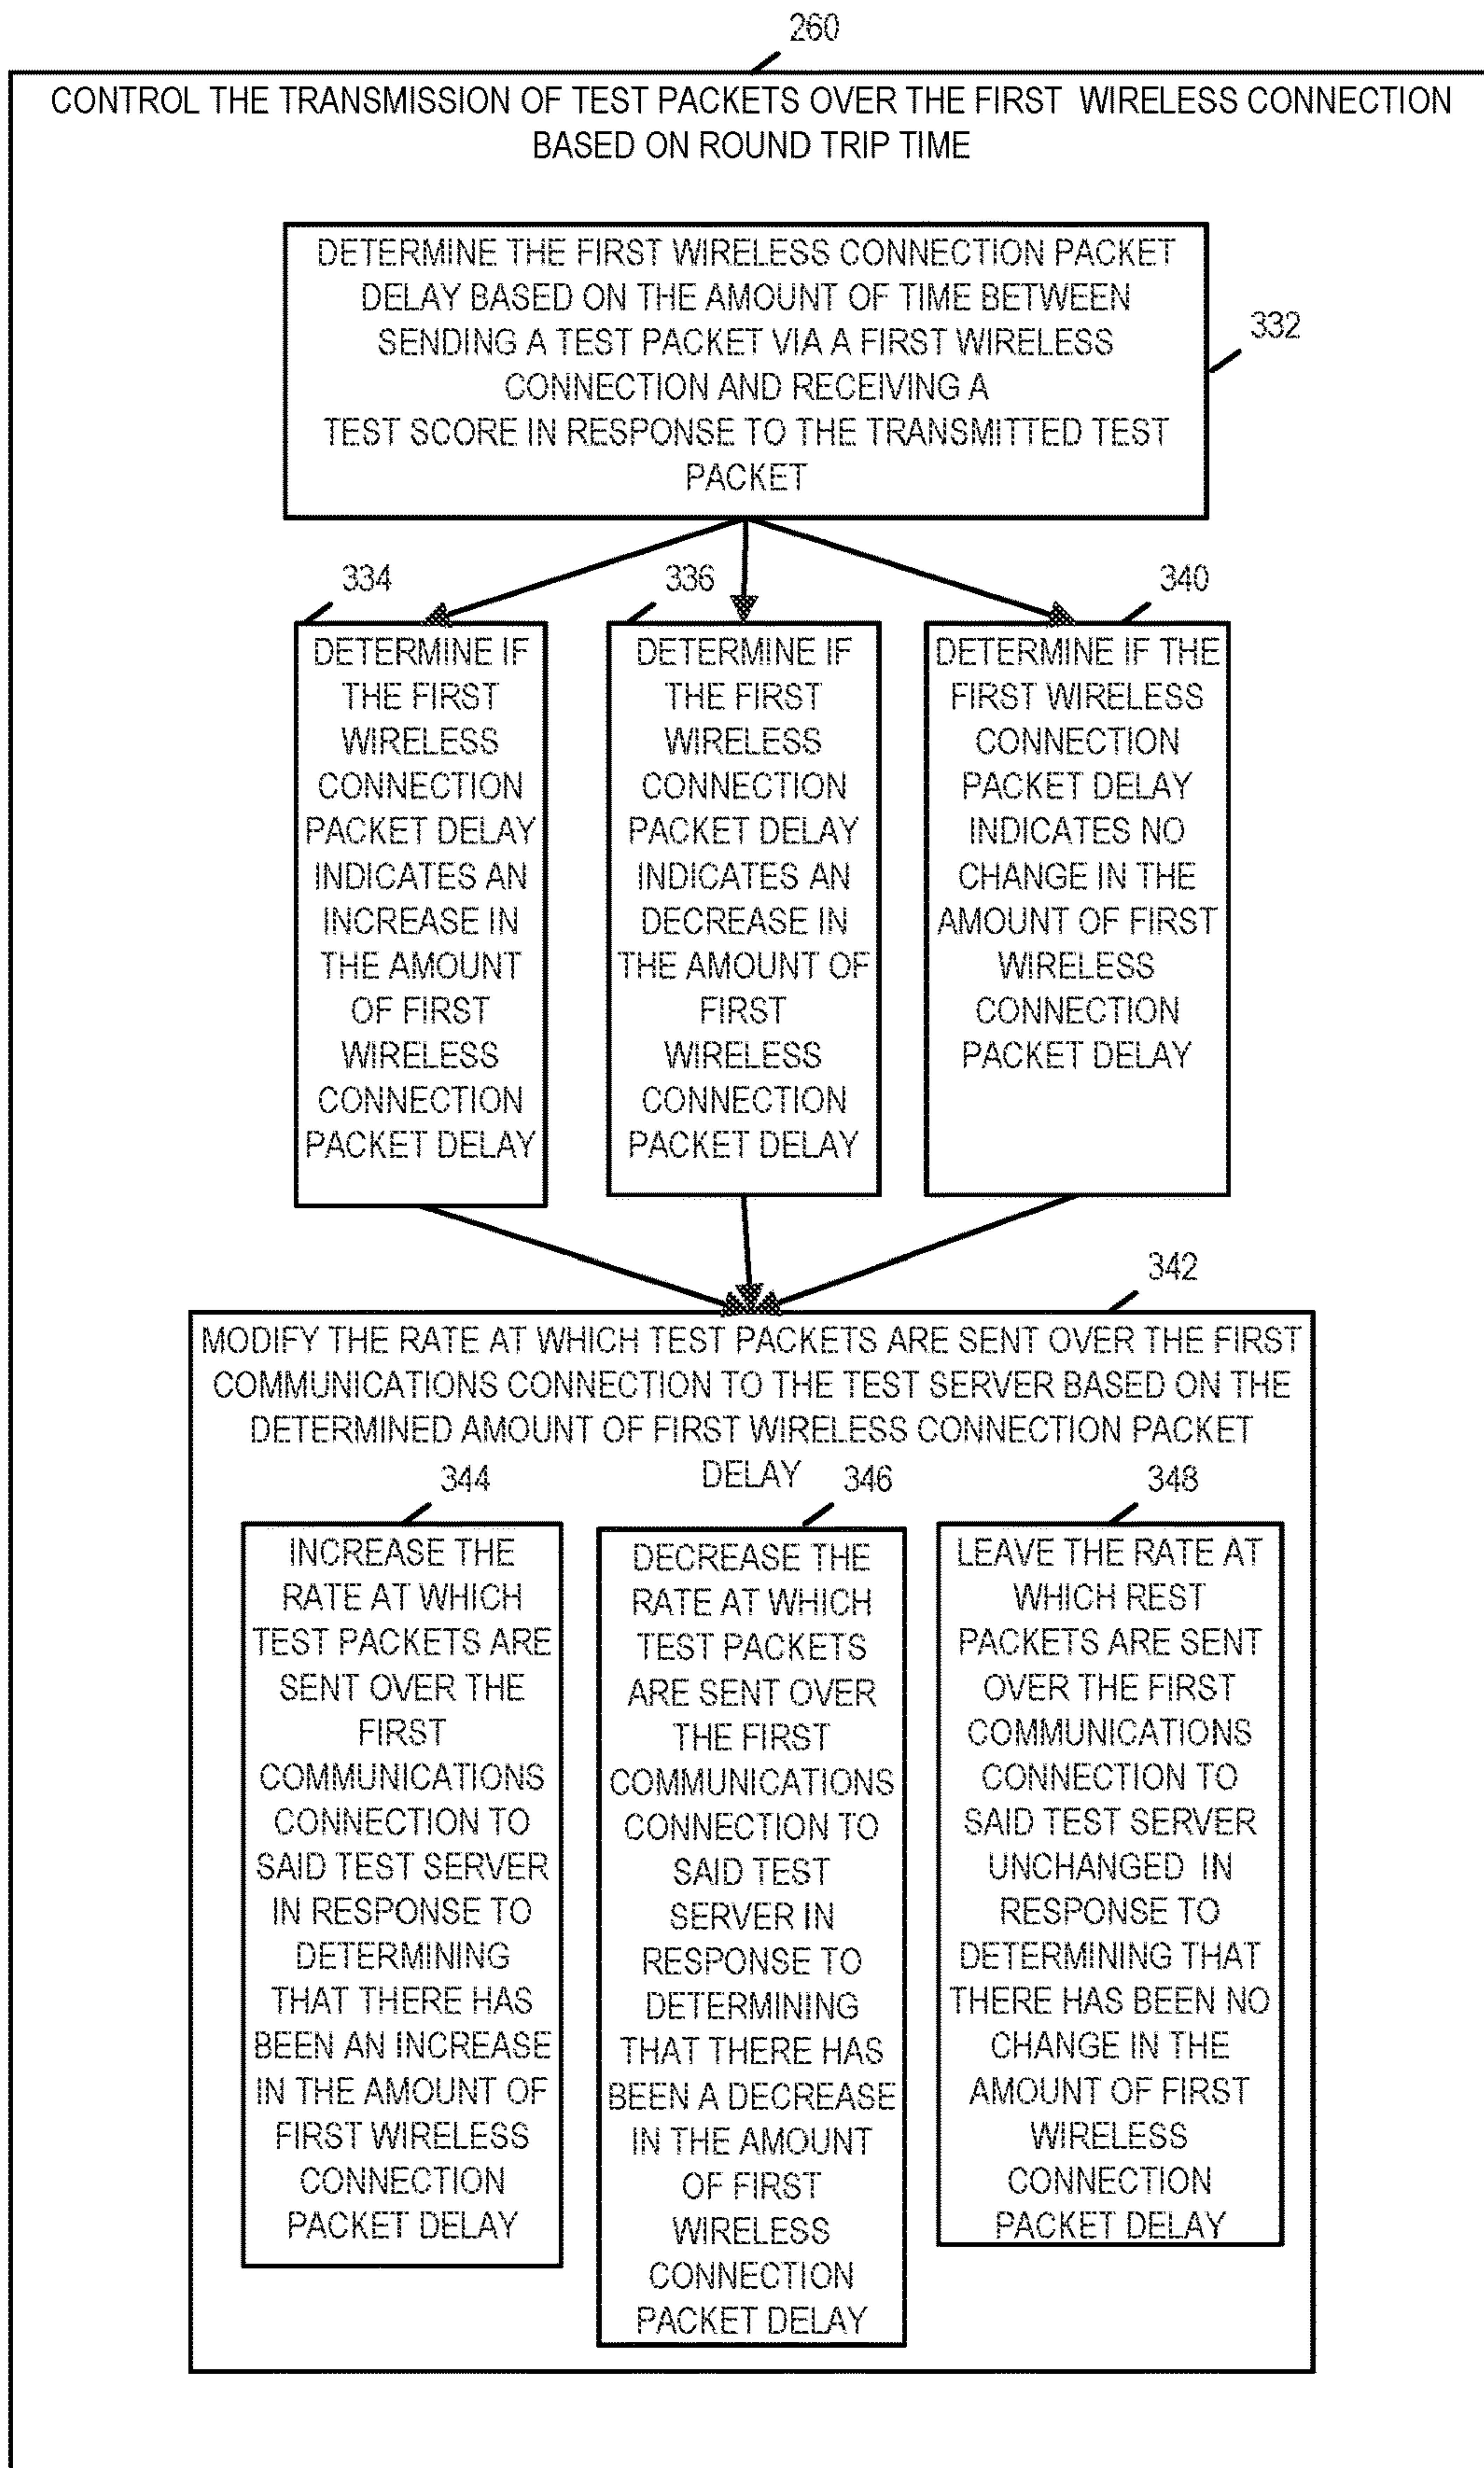 260
CONTROL THE TRANSMISSION OF TEST PACKETS OVER THE FIRST WIRELESS CONNECTION
BASED ON ROUND TRIP TIME
DETERMINE THE FIRST WIRELESS CONNECTION PACKET
DELAY BASED ON THE AMOUNT OF TIME BETWEEN
SENDING A TEST PACKET VIA A FIRST WIRELESS
CONNECTION AND RECEIVING A
TEST SCORE IN RESPONSE TO THE TRANSMITTED TEST
PACKET
332
334
DETERMINE IF
THE FIRST
WIRELESS
CONNECTION
PACKET DELAY
INDICATES AN
INCREASE IN
THE AMOUNT
OF FIRST
WIRELESS
CONNECTION
PACKET DELAY
336
DETERMINE IF
THE FIRST
WIRELESS
CONNECTION
PACKET DELAY
INDICATES AN
DECREASE IN
THE AMOUNT OF
FIRST
WIRELESS
CONNECTION
PACKET DELAY
340
DETERMINE IF THE
FIRST WIRELESS
CONNECTION
PACKET DELAY
INDICATES NO
CHANGE IN THE
AMOUNT OF FIRST
WIRELESS
CONNECTION
PACKET DELAY
342
MODIFY THE RATE AT WHICH TEST PACKETS ARE SENT OVER THE FIRST
COMMUNICATIONS CONNECTION TO THE TEST SERVER BASED ON THE
DETERMINED AMOUNT OF FIRST WIRELESS CONNECTION PACKET
DELAY
344
INCREASE THE
RATE AT WHICH
TEST PACKETS ARE
SENT OVER THE
FIRST
COMMUNICATIONS
CONNECTION TO
SAID TEST SERVER
IN RESPONSE TO
DETERMINING
THAT THERE HAS
BEEN AN INCREASE
IN THE AMOUNT OF
FIRST WIRELESS
CONNECTION
PACKET DELAY
346
DECREASE THE
RATE AT WHICH
TEST PACKETS
ARE SENT OVER
THE FIRST
COMMUNICATIONS
CONNECTION TO
SAID TEST
SERVER IN
RESPONSE TO
DETERMINING
THAT THERE HAS
BEEN A DECREASE
IN THE AMOUNT
OF FIRST
WIRELESS
CONNECTION
PACKET DELAY
348
LEAVE THE RATE AT
WHICH REST
PACKETS ARE SENT
OVER THE FIRST
COMMUNICATIONS
CONNECTION TO
SAID TEST SERVER
UNCHANGED IN
RESPONSE TO
DETERMINING THAT
THERE HAS BEEN NO
CHANGE IN THE
AMOUNT OF FIRST
WIRELESS
CONNECTION
PACKET DELAY